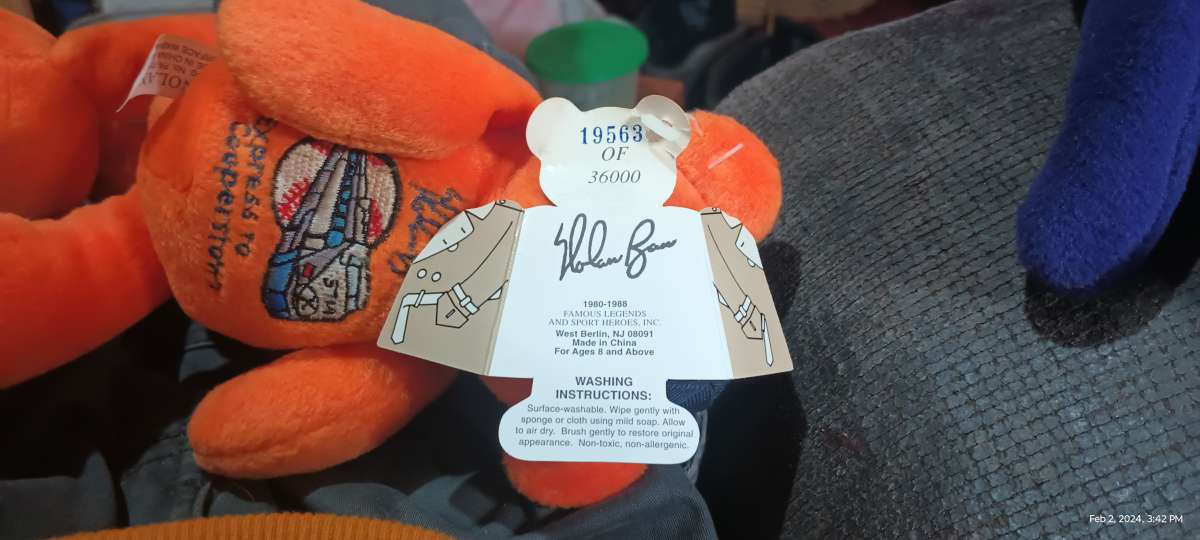 19563
OF
36000
Nolan Bear
1980-1988
FAMOUS LEGENDS
AND SPORT HEROES, INC.
West Berlin, NJ 08091
Made in China
For Ages 8 and Above
WASHING
INSTRUCTIONS:
Surface-washable. Wipe gently with
sponge or cloth using mild soap. Allow
to air dry. Brush gently to restore original
appearance. Non-toxic, non-allergenic.
Express to
Cooperstown
Feb 2, 2024, 3:42 PM